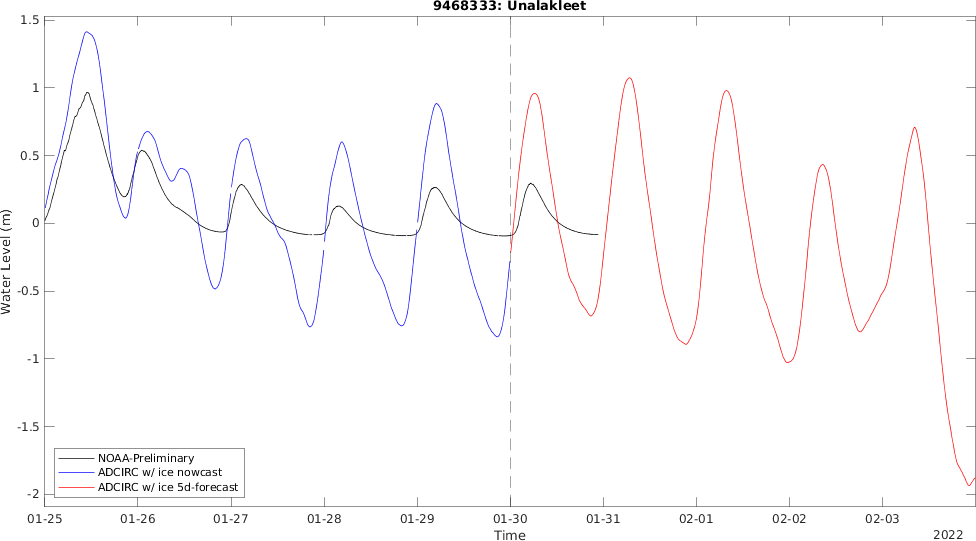 9468333: Unalakleet
1.5
1
0.5
0
-0.5
-1
-1.5
-2
Water Level (m)
NOAA-Preliminary
ADCIRC w/ ice nowcast
ADCIRC w/ ice 5d-forecast
01-25 01-26 01-27 01-28 01-29 01-30 01-31 02-01 02-02 02-03
Time
2022